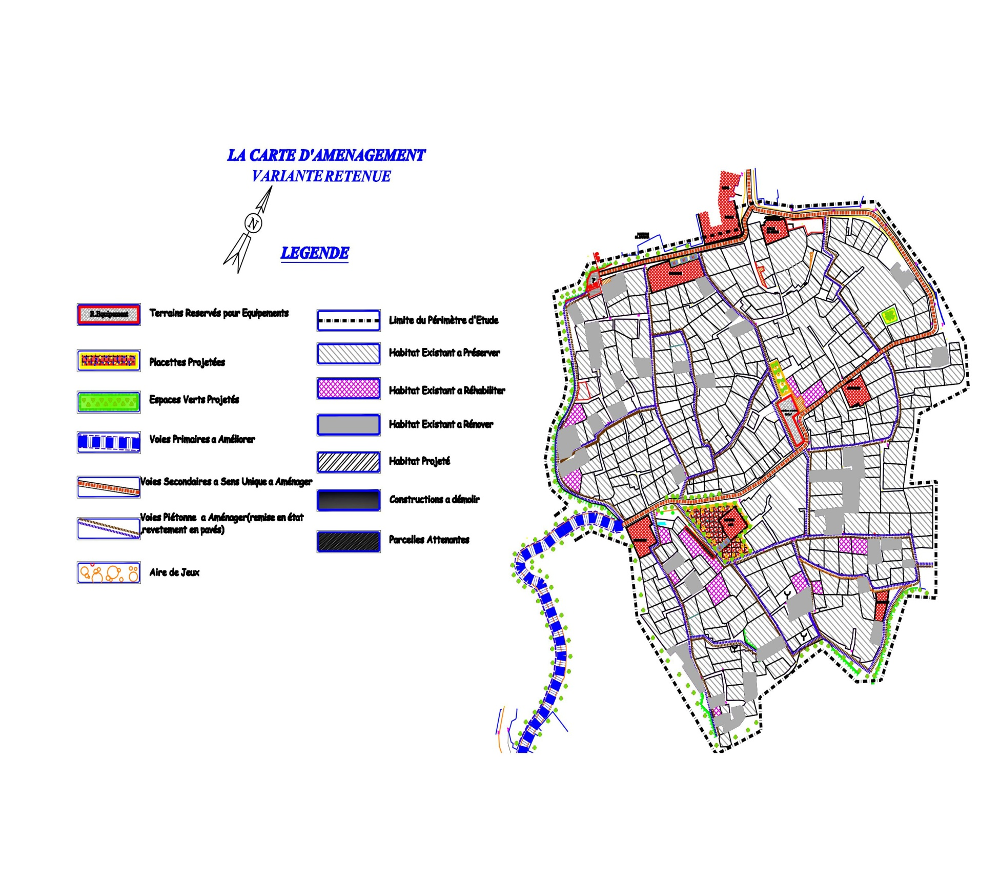 LA CARTE D'AMENAGEMENT
VARIANTE RETENUE
N
LEGENDE
R.Equipement
Terrains Reservés pour Equipements
Placettes Projetées
Espaces Verts Projetés
Voies Primaires a Améliorer
Voies Secondaires a Sens Unique a Aménager
Voies Piétonne a Aménager(remise en état
,revetement en pavés)
Aire de Jeux
Limite du Périmètre d'Etude
Habitat Existant a Préserver
Habitat Existant a Réhabiliter
Habitat Existant a Rénover
Habitat Projeté
Constructions a démolir
Parcelles Attenantes
P